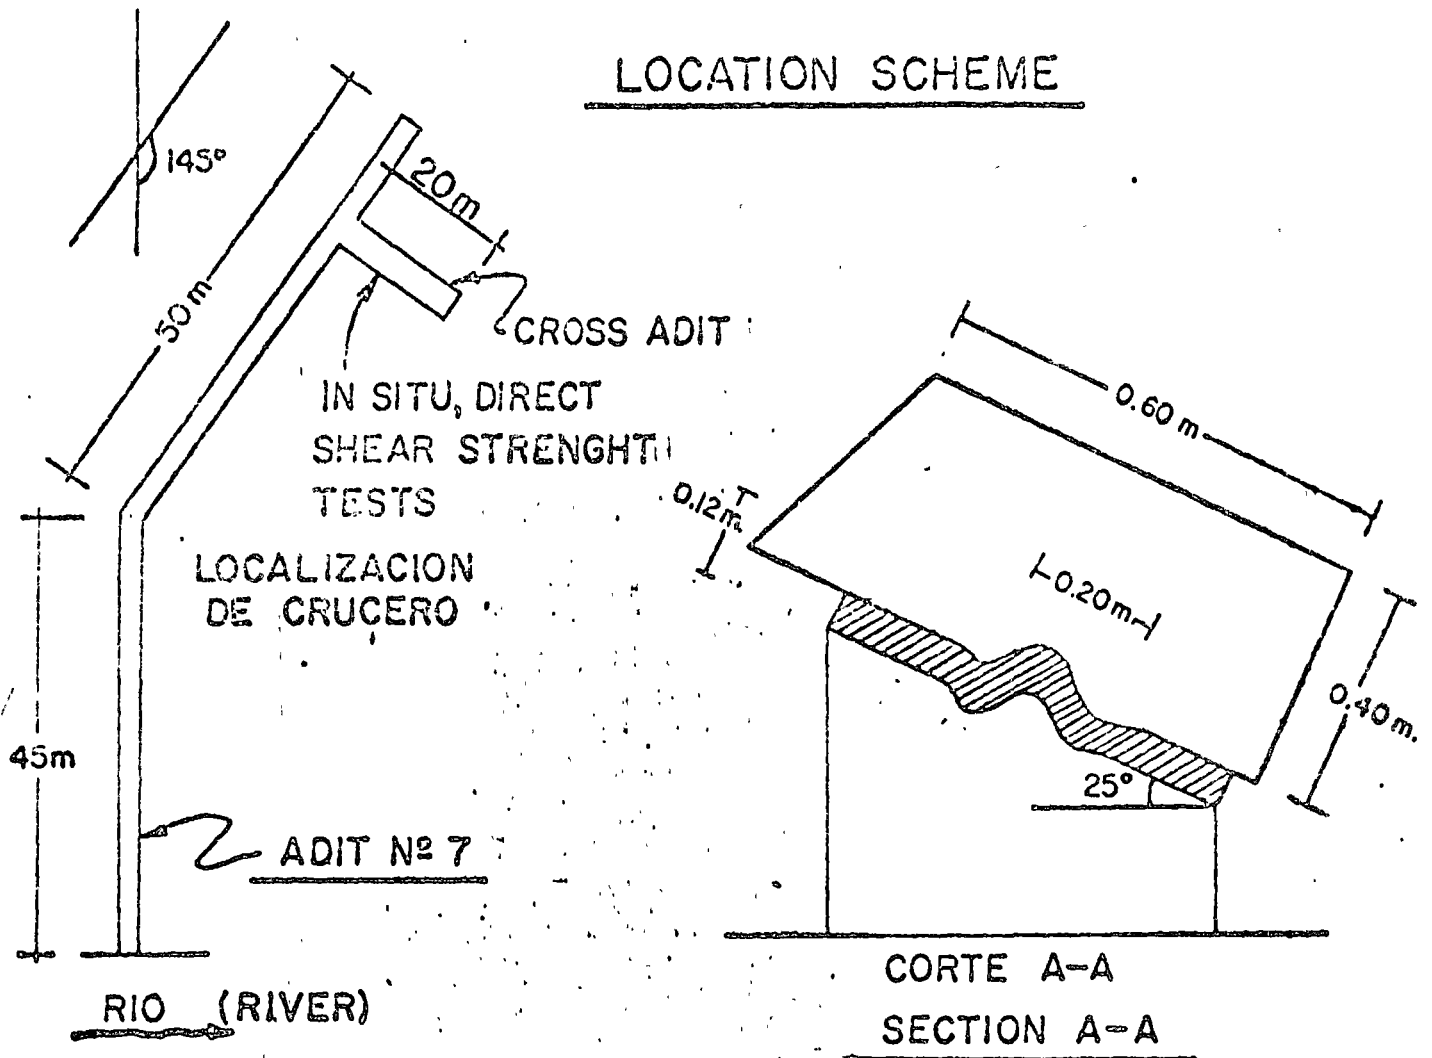 LOCATION SCHEME
145°
20m
50m
CROSS ADIT
IN SITU, DIRECT
SHEAR STRENGHT
TESTS
LOCALIZACION
DE CRUCERO
45m
ADIT Nº 7
RIO (RIVER)
0.60 m
0.12m.
0.20m
0.40m.
25°
CORTE A-A
SECTION A-A